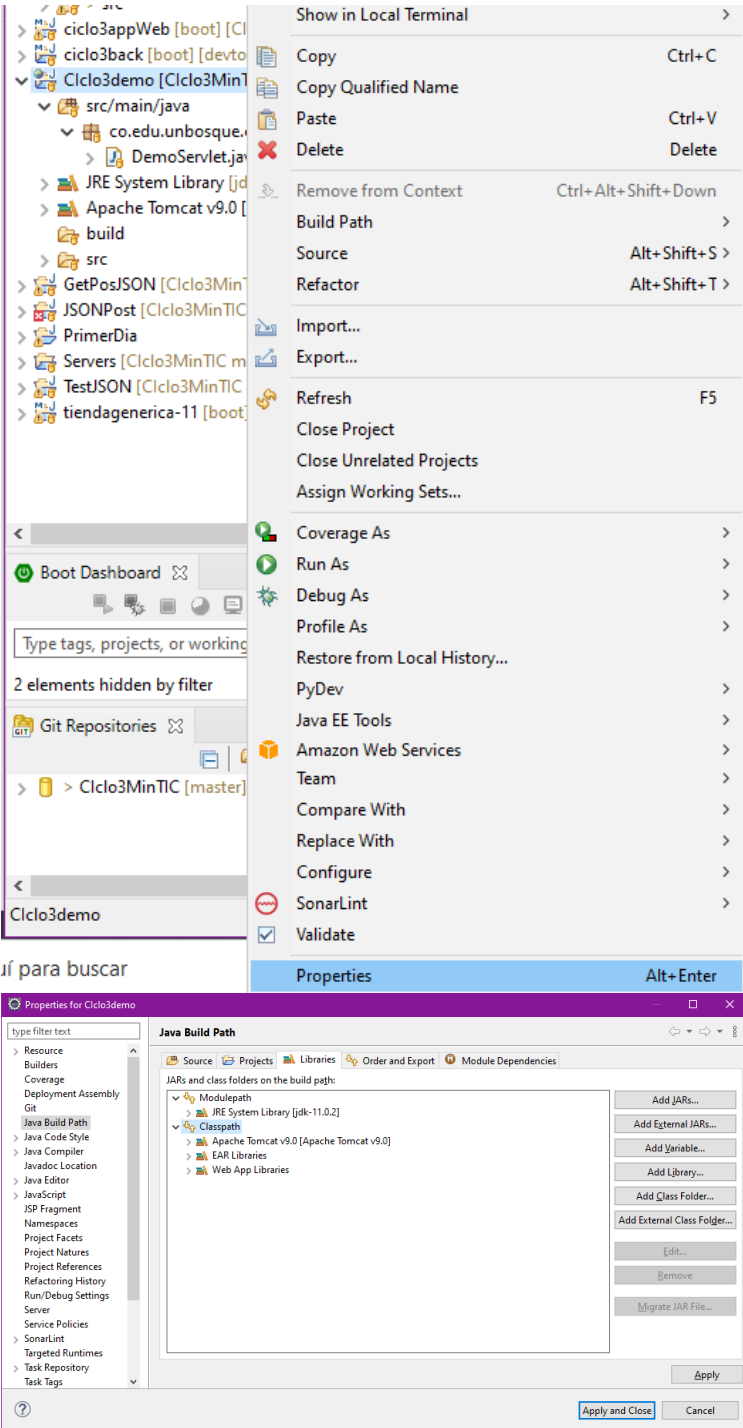 > src
ciclo3appWeb [boot] [Cl
ciclo3back [boot] [devto
CIclo3demo [CIclo3MinT
src/main/java
co.edu.unbosque.
DemoServlet.jav
JRE System Library [jd
Apache Tomcat v9.0 [
build
src
GetPosJSON [CIclo3MinT
JSONPost [CIclo3MinTIC
PrimerDia
Servers [CIclo3MinTIC m
TestJSON [CIclo3MinTIC
tiendagenerica-11 [boot]
Boot Dashboard
Type tags, projects, or working
2 elements hidden by filter
Git Repositories
GIT
> CIclo3MinTIC [master]
CIclo3demo
uí para buscar
Show in Local Terminal
Copy Ctrl+C
Copy Qualified Name
Paste Ctrl+V
Delete Delete
Remove from Context Ctrl+Alt+Shift+Down
Build Path
Source Alt+Shift+S
Refactor Alt+Shift+T
Import...
Export...
Refresh F5
Close Project
Close Unrelated Projects
Assign Working Sets...
Coverage As
Run As
Debug As
Profile As
Restore from Local History...
PyDev
Java EE Tools
Amazon Web Services
Team
Compare With
Replace With
Configure
SonarLint
Validate
Properties Alt+Enter
Properties for CIclo3demo
type filter text
Resource
Builders
Coverage
Deployment Assembly
Git
Java Build Path
Java Code Style
Java Compiler
Javadoc Location
Java Editor
JavaScript
JSP Fragment
Namespaces
Project Facets
Project Natures
Project References
Refactoring History
Run/Debug Settings
Server
Service Policies
SonarLint
Targeted Runtimes
Task Repository
Task Tags
Java Build Path
Source Projects Libraries Order and Export Module Dependencies
JARs and class folders on the build path:
Modulepath
JRE System Library [jdk-11.0.2]
Classpath
Apache Tomcat v9.0 [Apache Tomcat v9.0]
EAR Libraries
Web App Libraries
Add JARs...
Add External JARs...
Add Variable...
Add Library...
Add Class Folder...
Add External Class Folder...
Edit...
Remove
Migrate JAR File...
Apply
Apply and Close Cancel